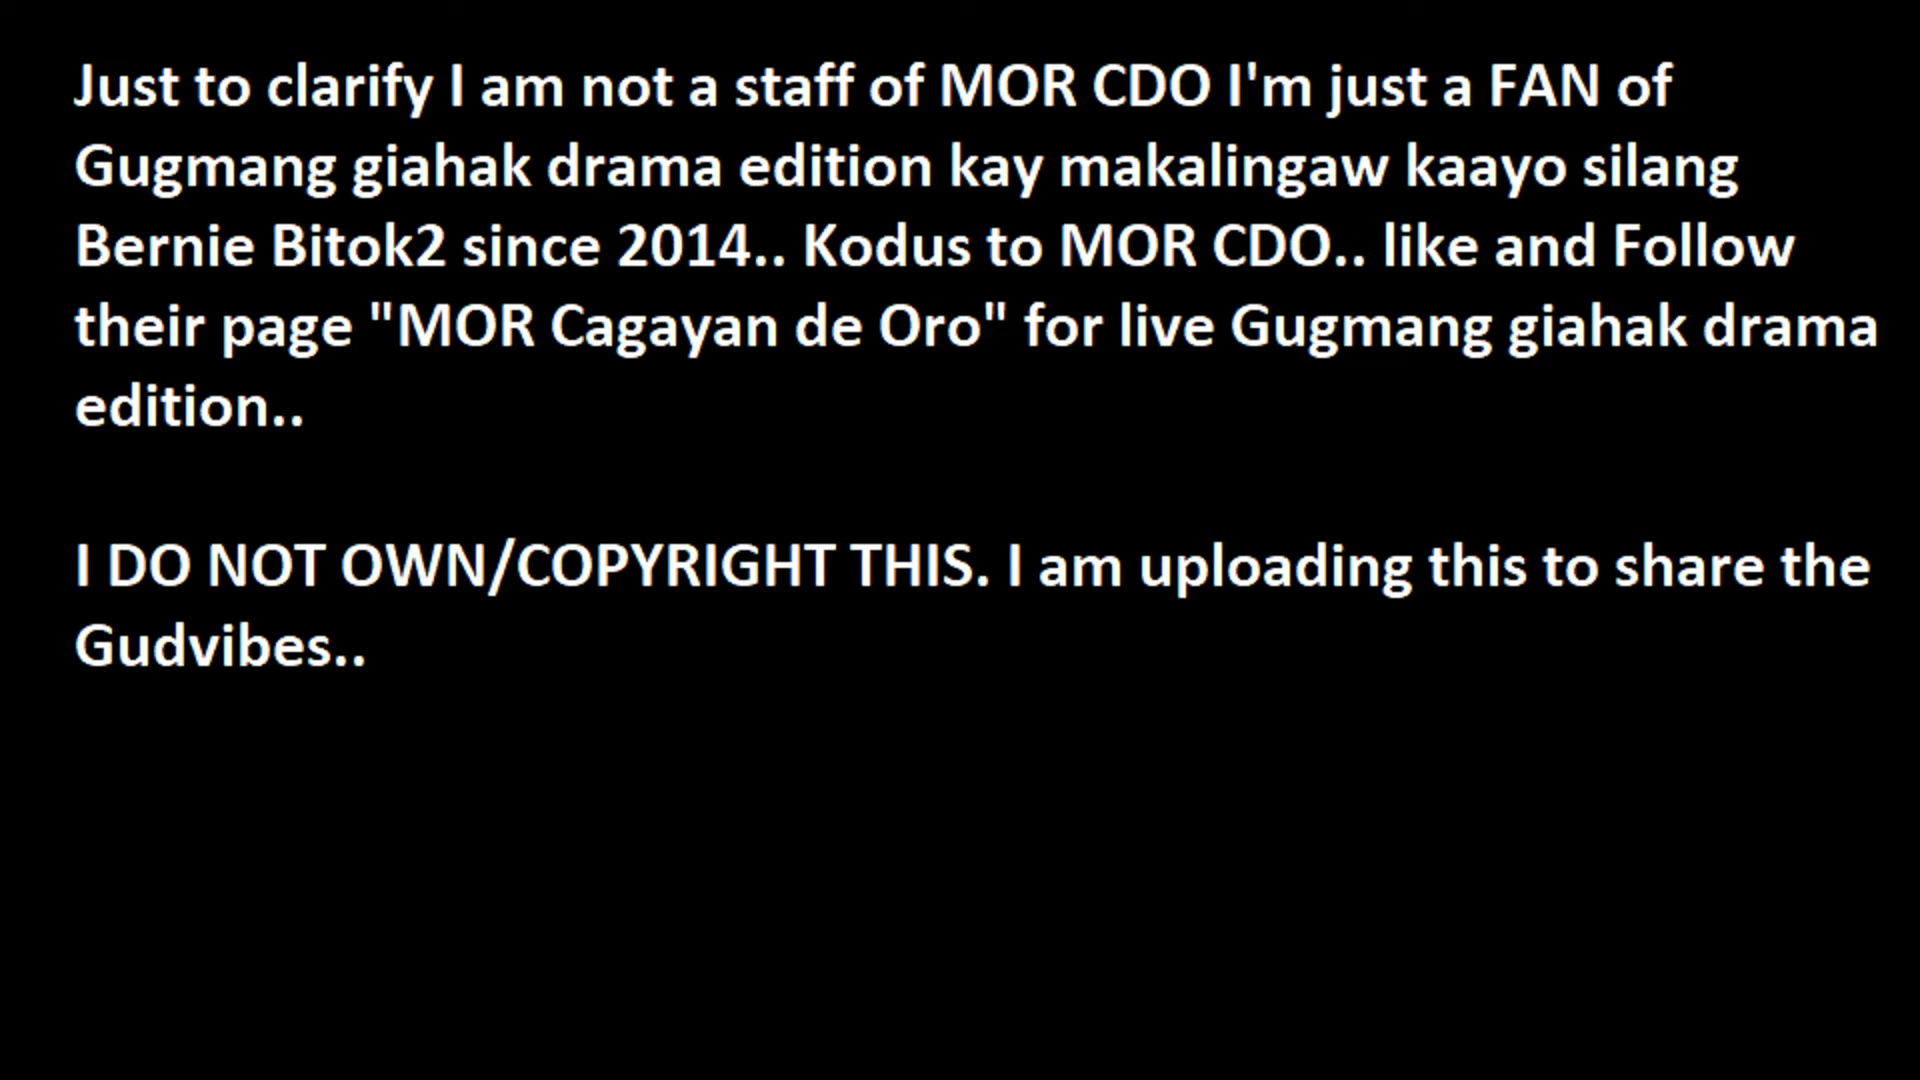 Just to clarify I am not a staff of MOR CDO I'm just a FAN of
Gugmang giahak drama edition kay makalingaw kaayo silang
Bernie Bitok2 since 2014.. Kodus to MOR CDO.. like and Follow
their page "MOR Cagayan de Oro" for live Gugmang giahak drama
edition..
I DO NOT OWN/COPYRIGHT THIS. I am uploading this to share the
Gudvibes..